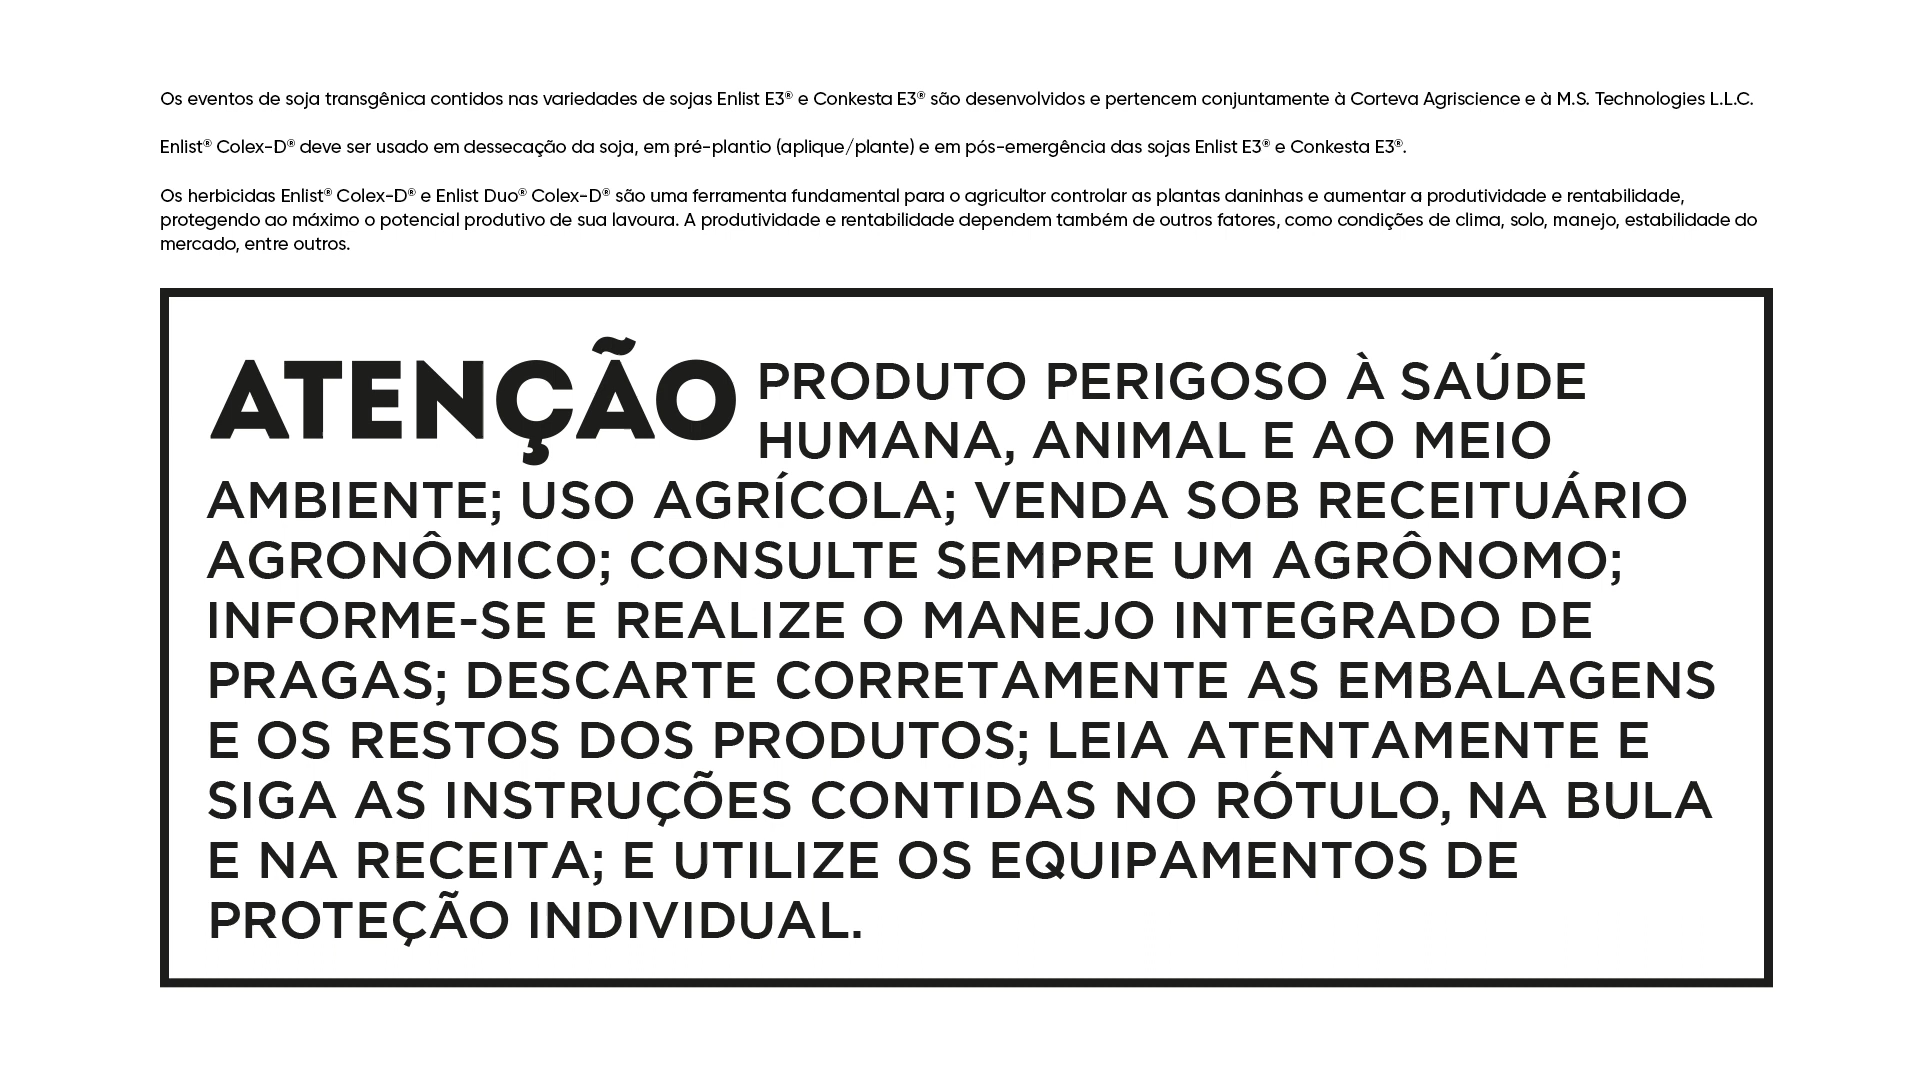 Os eventos de soja transgênica contidos nas variedades de sojas Enlist E3® e Conkesta E3® são desenvolvidos e pertencem conjuntamente à Corteva Agriscience e à M.S. Technologies L.L.C.
Enlist® Colex-D® deve ser usado em dessecação da soja, em pré-plantio (aplique/plante) e em pós-emergência das sojas Enlist E3® e Conkesta E3®.
Os herbicidas Enlist® Colex-D® e Enlist Duo® Colex-D® são uma ferramenta fundamental para o agricultor controlar as plantas daninhas e aumentar a produtividade e rentabilidade,
protegendo ao máximo o potencial produtivo de sua lavoura. A produtividade e rentabilidade dependem também de outros fatores, como condições de clima, solo, manejo, estabilidade do
mercado, entre outros.
ATENÇÃO PRODUTO PERIGOSO À SAÚDE
HUMANA, ANIMAL E AO MEIO
AMBIENTE; USO AGRÍCOLA; VENDA SOB RECEITUÁRIO
AGRONÔMICO; CONSULTE SEMPRE UM AGRÔNOMO;
INFORME-SE E REALIZE O MANEJO INTEGRADO DE
PRAGAS; DESCARTE CORRETAMENTE AS EMBALAGENS
E OS RESTOS DOS PRODUTOS; LEIA ATENTAMENTE E
SIGA AS INSTRUÇÕES CONTIDAS NO RÓTULO, NA BULA
E NA RECEITA; E UTILIZE OS EQUIPAMENTOS DE
PROTEÇÃO INDIVIDUAL.